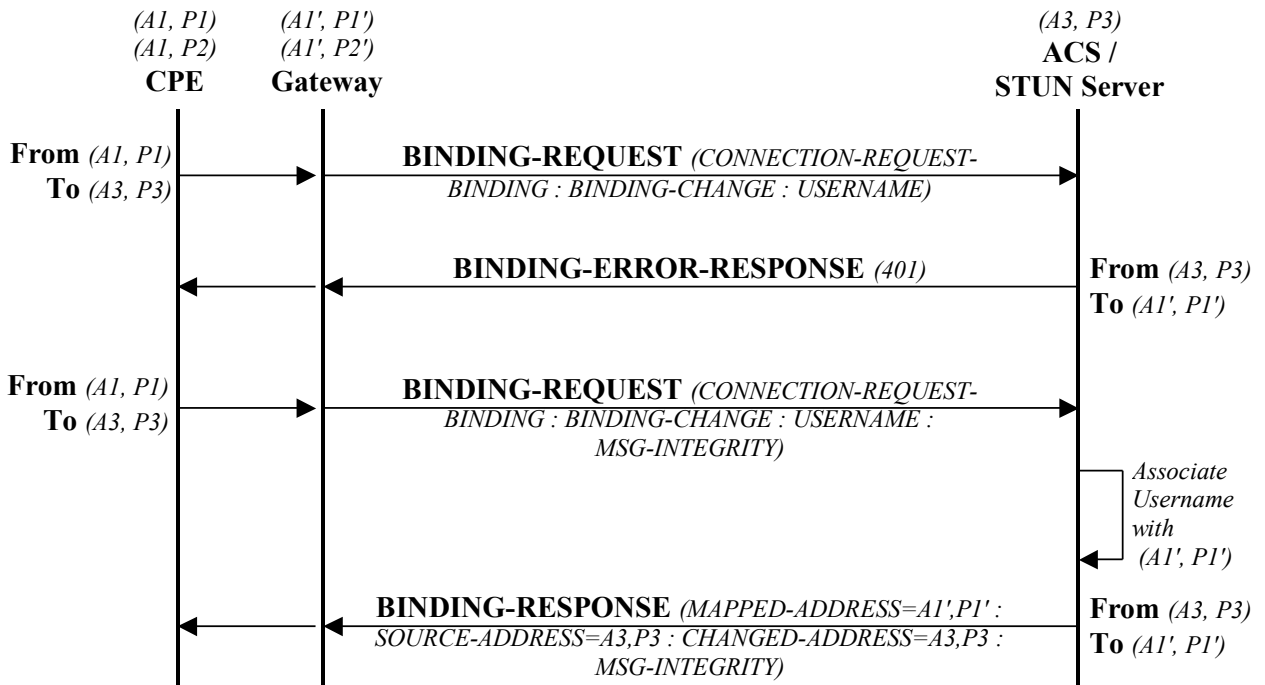 (A1, P1)
(A1, P2)
CPE
(A1', P1')
(A1', P2')
Gateway
(A3, P3)
ACS /
STUN Server
From (A1, P1)
To (A3, P3)
BINDING-REQUEST (CONNECTION-REQUEST-
BINDING : BINDING-CHANGE : USERNAME)
BINDING-ERROR-RESPONSE (401)
From (A3, P3)
To (A1', P1')
From (A1, P1)
To (A3, P3)
BINDING-REQUEST (CONNECTION-REQUEST-
BINDING : BINDING-CHANGE : USERNAME :
MSG-INTEGRITY)
Associate
Username
with
(A1', P1')
BINDING-RESPONSE (MAPPED-ADDRESS=A1',P1' :
SOURCE-ADDRESS=A3,P3 : CHANGED-ADDRESS=A3,P3 :
MSG-INTEGRITY)
From (A3, P3)
To (A1', P1')